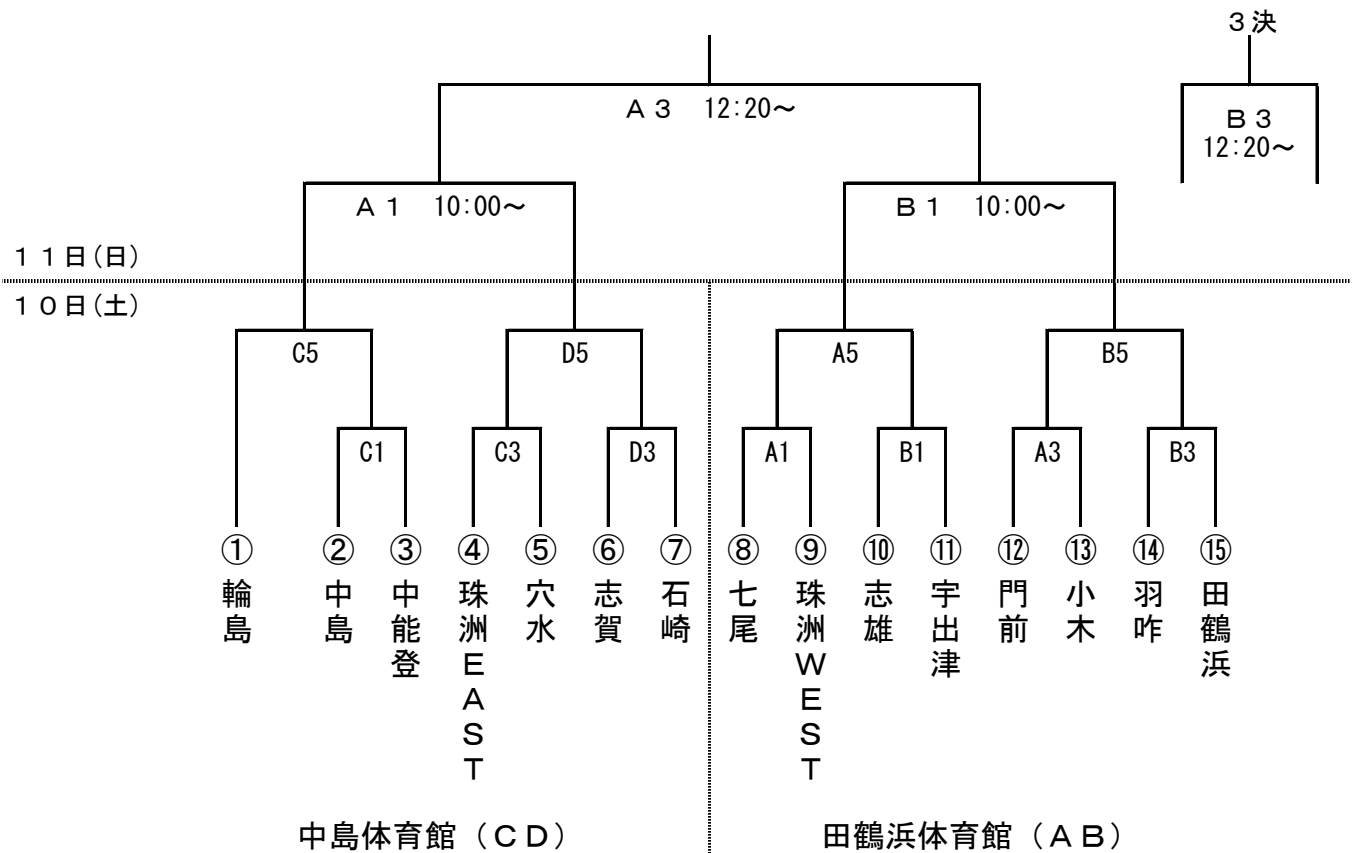 ３決
Ａ３　12:20～
Ｂ３
12:20～
Ａ１　10:00～
Ｂ１　10:00～
１１日(日)
１０日(土)
C5
D5
A5
B5
C1
C3
D3
A1
B1
A3
B3
①
②
③
④
⑤
⑥
⑦
⑧
⑨
⑩
⑪
⑫
⑬
⑭
⑮
輪島
中島
中能登
珠洲ＥＡＳＴ
穴水
志賀
石崎
七尾
珠洲ＷＥＳＴ
志雄
宇出津
門前
小木
羽咋
田鶴浜
中島体育館（ＣＤ）
田鶴浜体育館（ＡＢ）